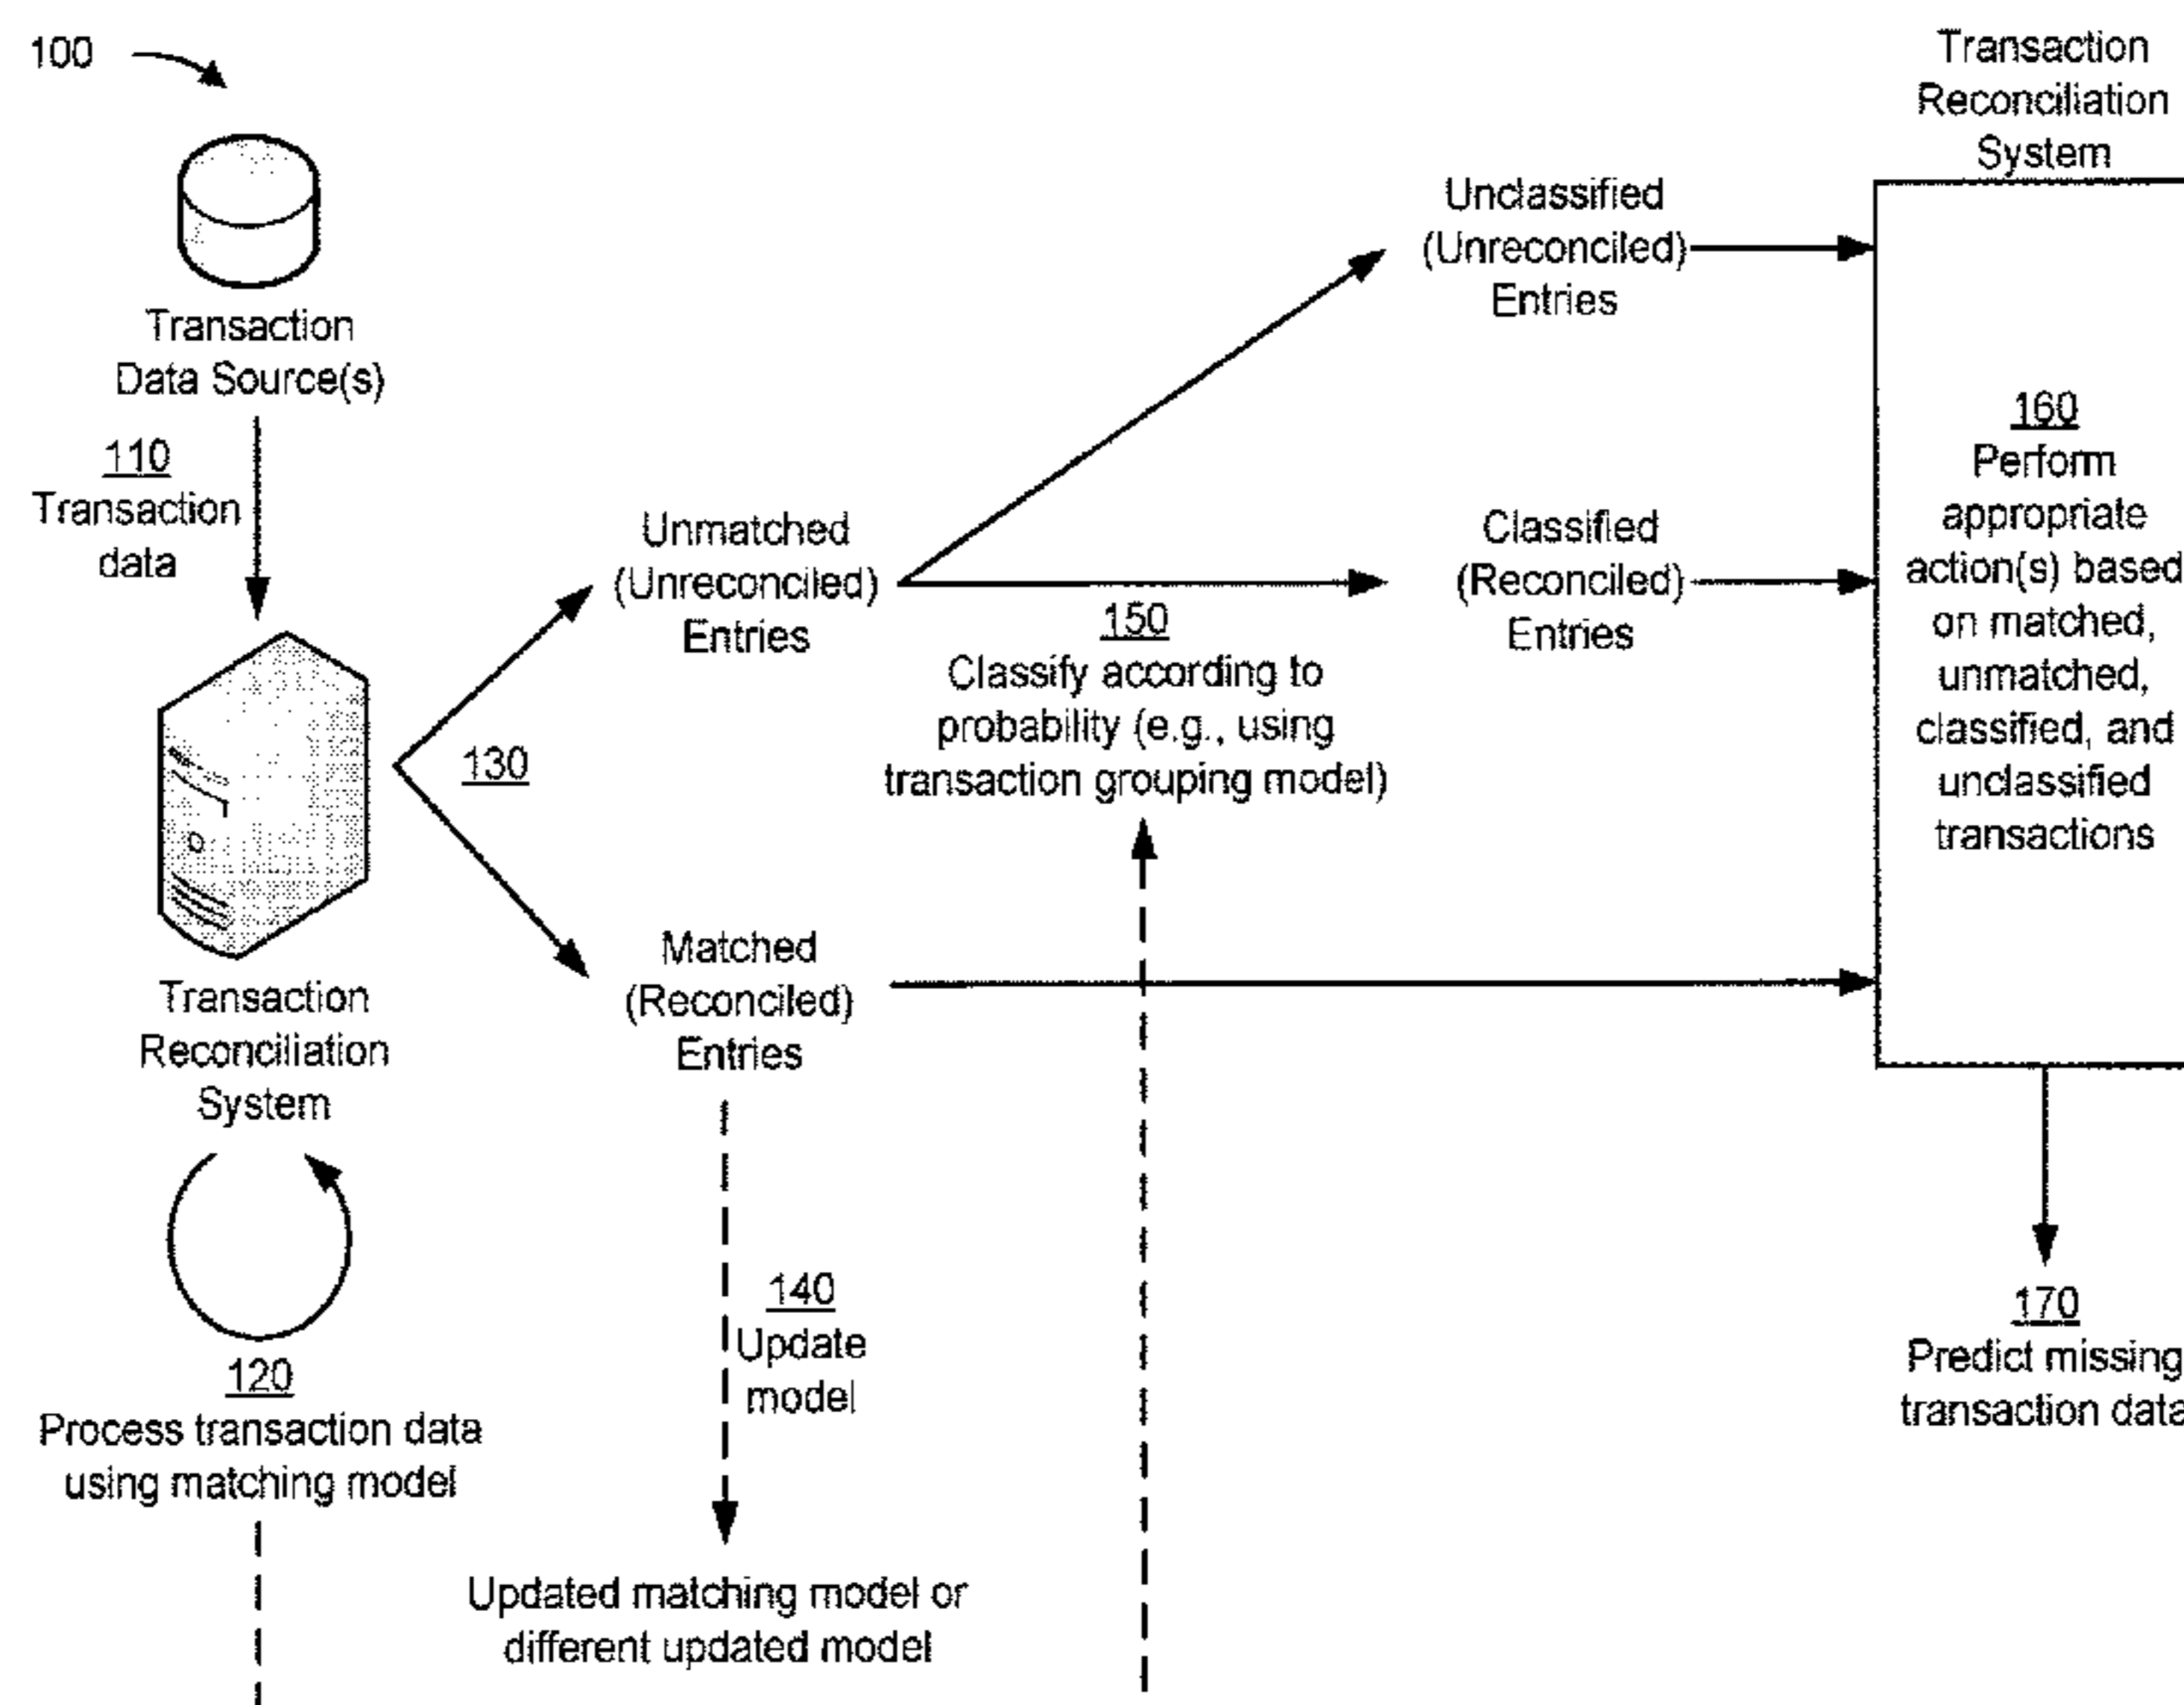 100
Transaction
Data Source(s)
110
Transaction
data
Transaction
Reconciliation
System
120
Process transaction data
using matching model
130
Unmatched
(Unreconciled)
Entries
Matched
(Reconciled)
Entries
140
Update
model
Updated matching model or
different updated model
150
Classify according to
probability (e.g., using
transaction grouping model)
Unclassified
(Unreconciled)
Entries
Classified
(Reconciled)
Entries
Transaction
Reconciliation
System
160
Perform
appropriate
action(s) based
on matched,
unmatched,
classified, and
unclassified
transactions
170
Predict missing
transaction data